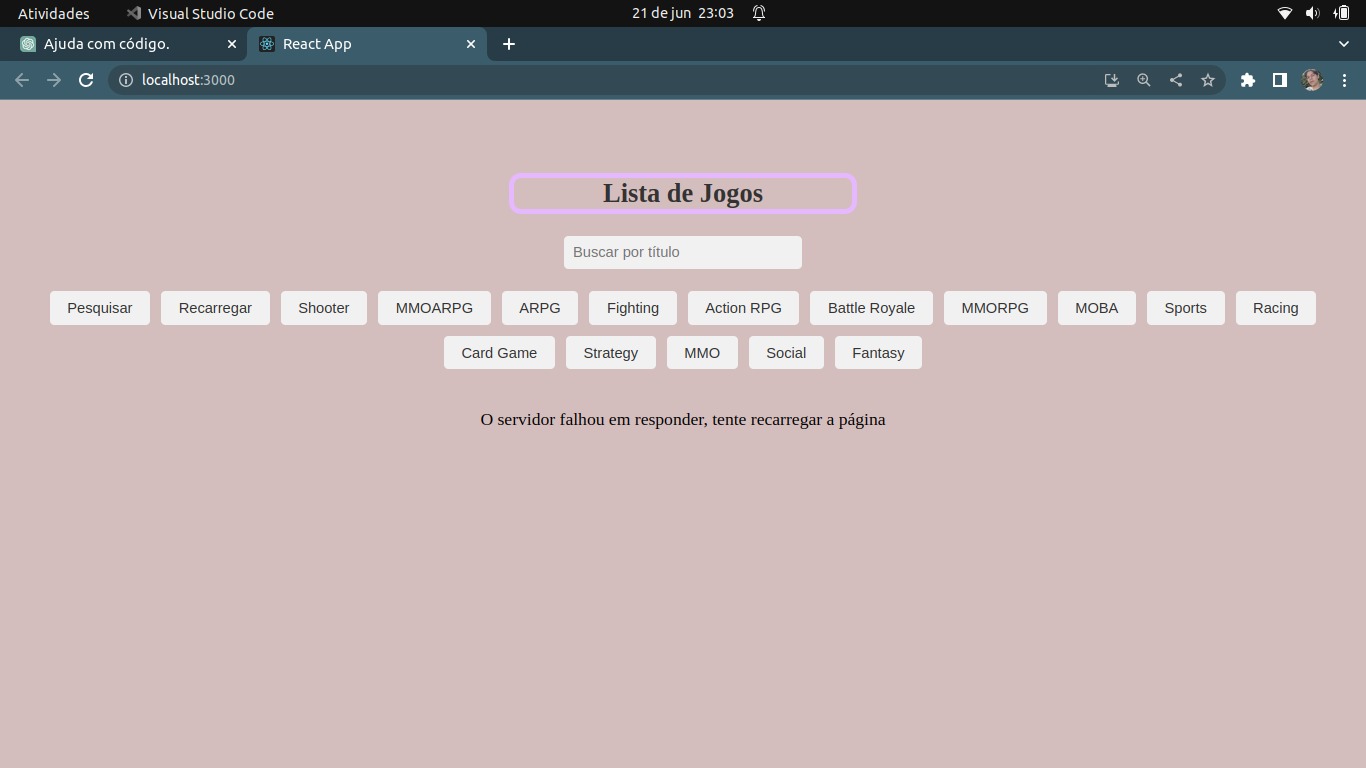 Atividades Visual Studio Code 21 de jun 23:03
Ajuda com código. React App
localhost:3000
Lista de Jogos
Buscar por título
Pesquisar Recarregar Shooter MMOARPG ARPG Fighting Action RPG Battle Royale MMORPG MOBA Sports Racing
Card Game Strategy MMO Social Fantasy
O servidor falhou em responder, tente recarregar a página